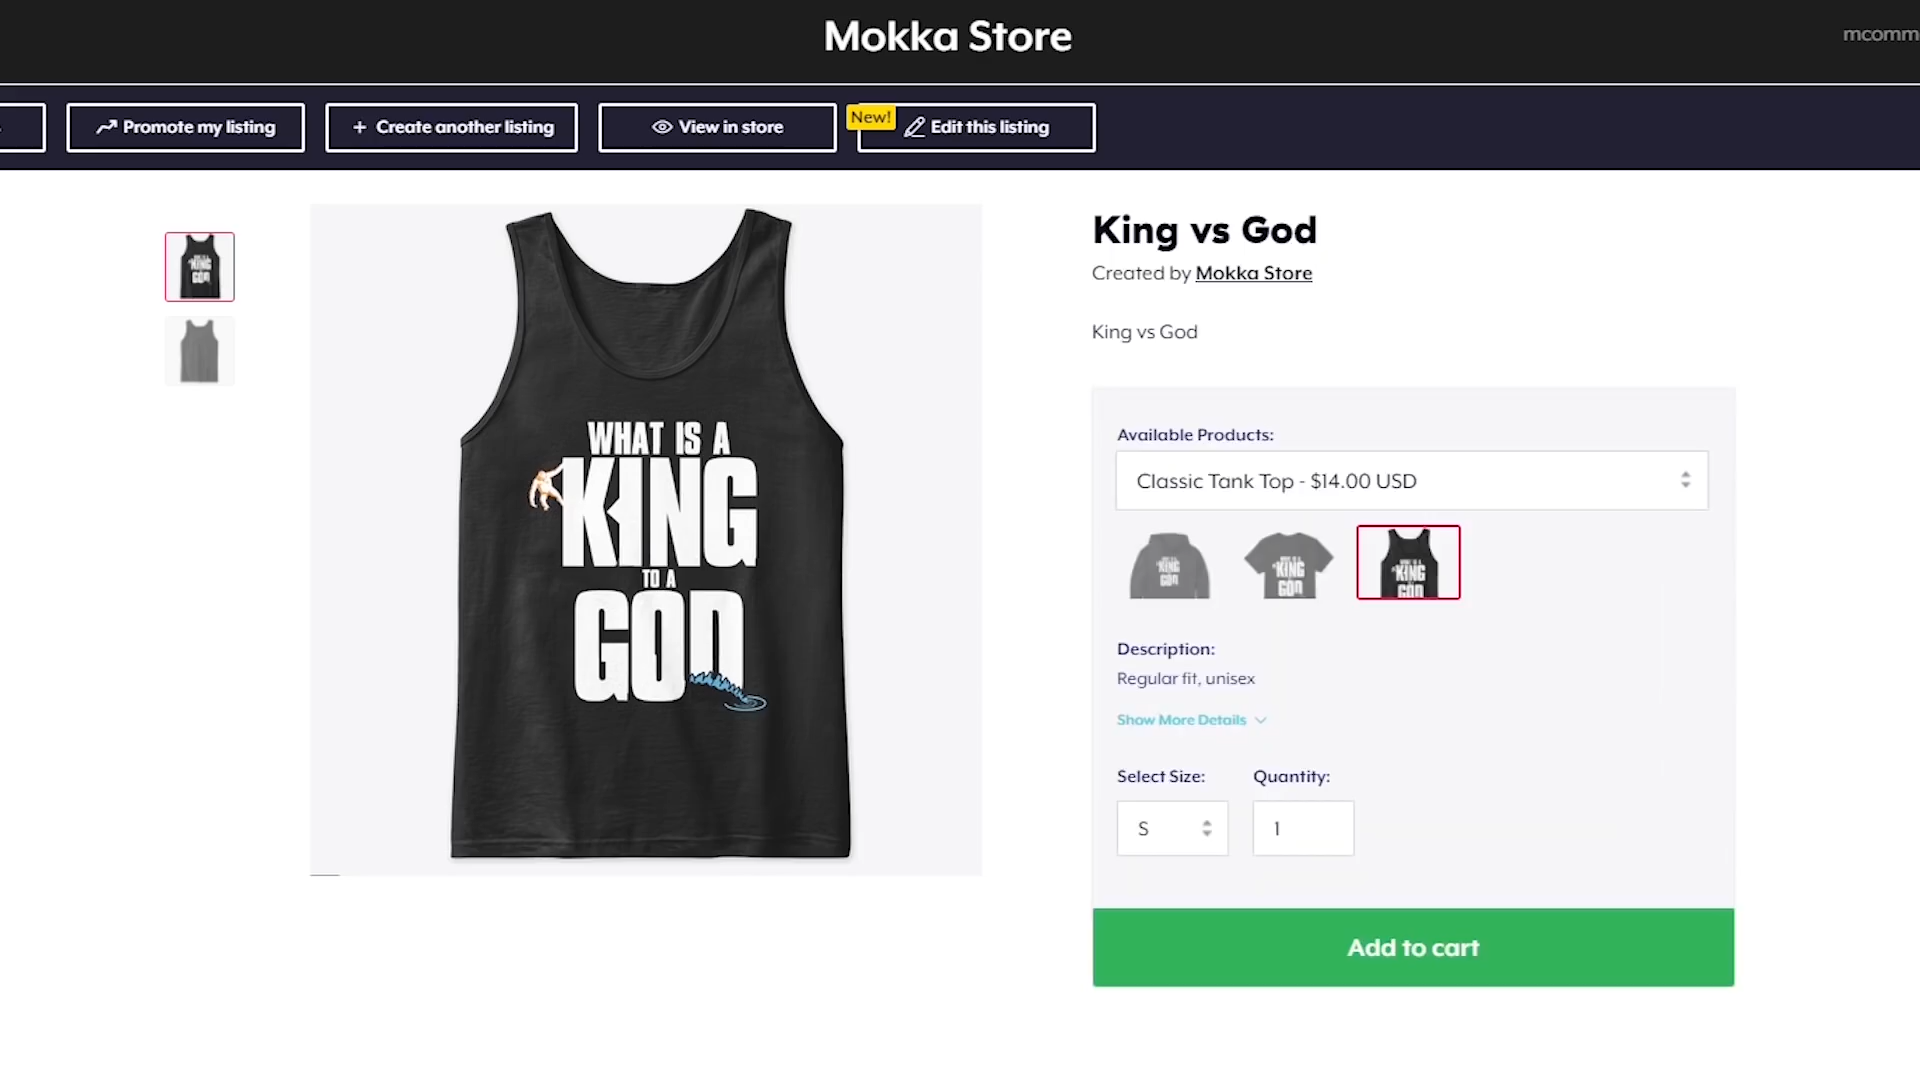 Mokka Store
mcomm
Promote my listing
+ Create another listing
View in store
New!
Edit this listing
King vs God
Created by Mokka Store
King vs God
WHAT IS A
KING
TO A
GOD
Available Products:
Classic Tank Top - $14.00 USD
Description:
Regular fit, unisex
Show More Details
Select Size:
Quantity:
S
1
Add to cart